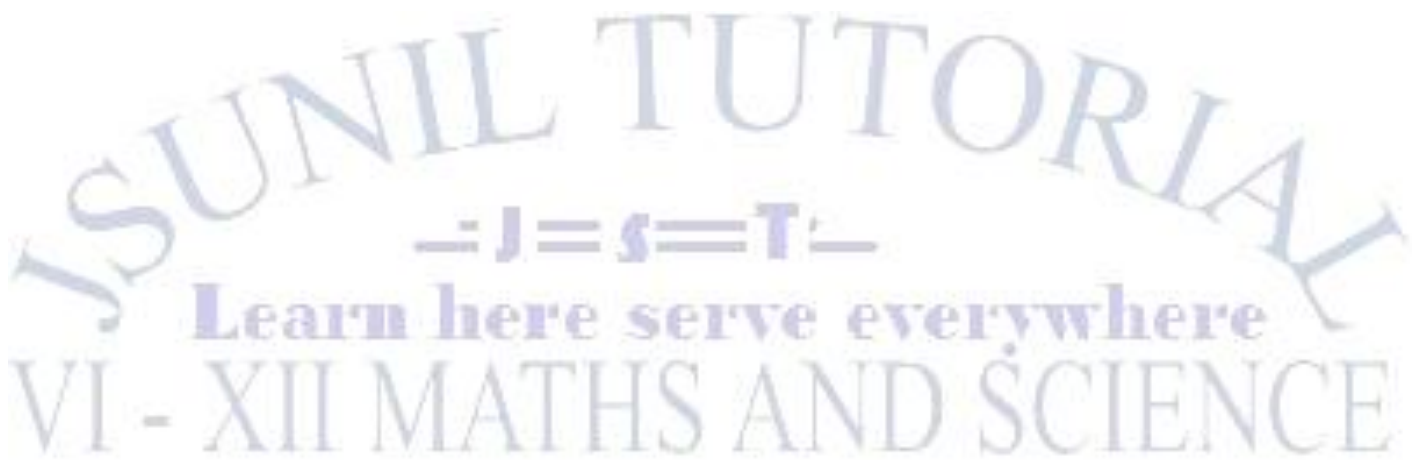 JSUNIL TUTORIAL
J S T
Learn here serve everywhere
VI - XII MATHS AND SCIENCE